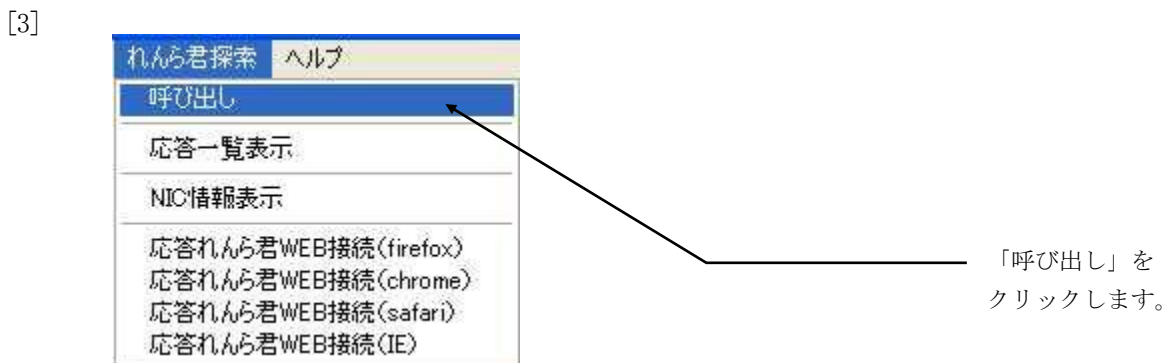 [3]
れんら君探索 ヘルプ
呼び出し
応答一覧表示
NIC情報表示
応答れんら君WEB接続(firefox)
応答れんら君WEB接続(chrome)
応答れんら君WEB接続(safari)
応答れんら君WEB接続(IE)
「呼び出し」を
クリックします。